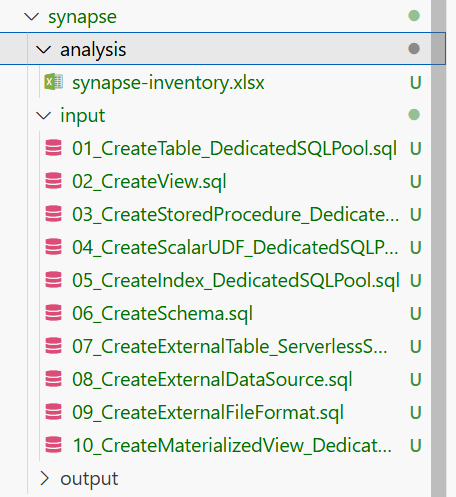 synapse
analysis
synapse-inventory.xlsx U
input
01_CreateTable_DedicatedSQLPool.sql U
02_CreateView.sql U
03_CreateStoredProcedure_Dedicate... U
04_CreateScalarUDF_DedicatedSQLP... U
05_CreateIndex_DedicatedSQLPool.sql U
06_CreateSchema.sql U
07_CreateExternalTable_ServerlessS... U
08_CreateExternalDataSource.sql U
09_CreateExternalFileFormat.sql U
10_CreateMaterializedView_Dedicat... U
output